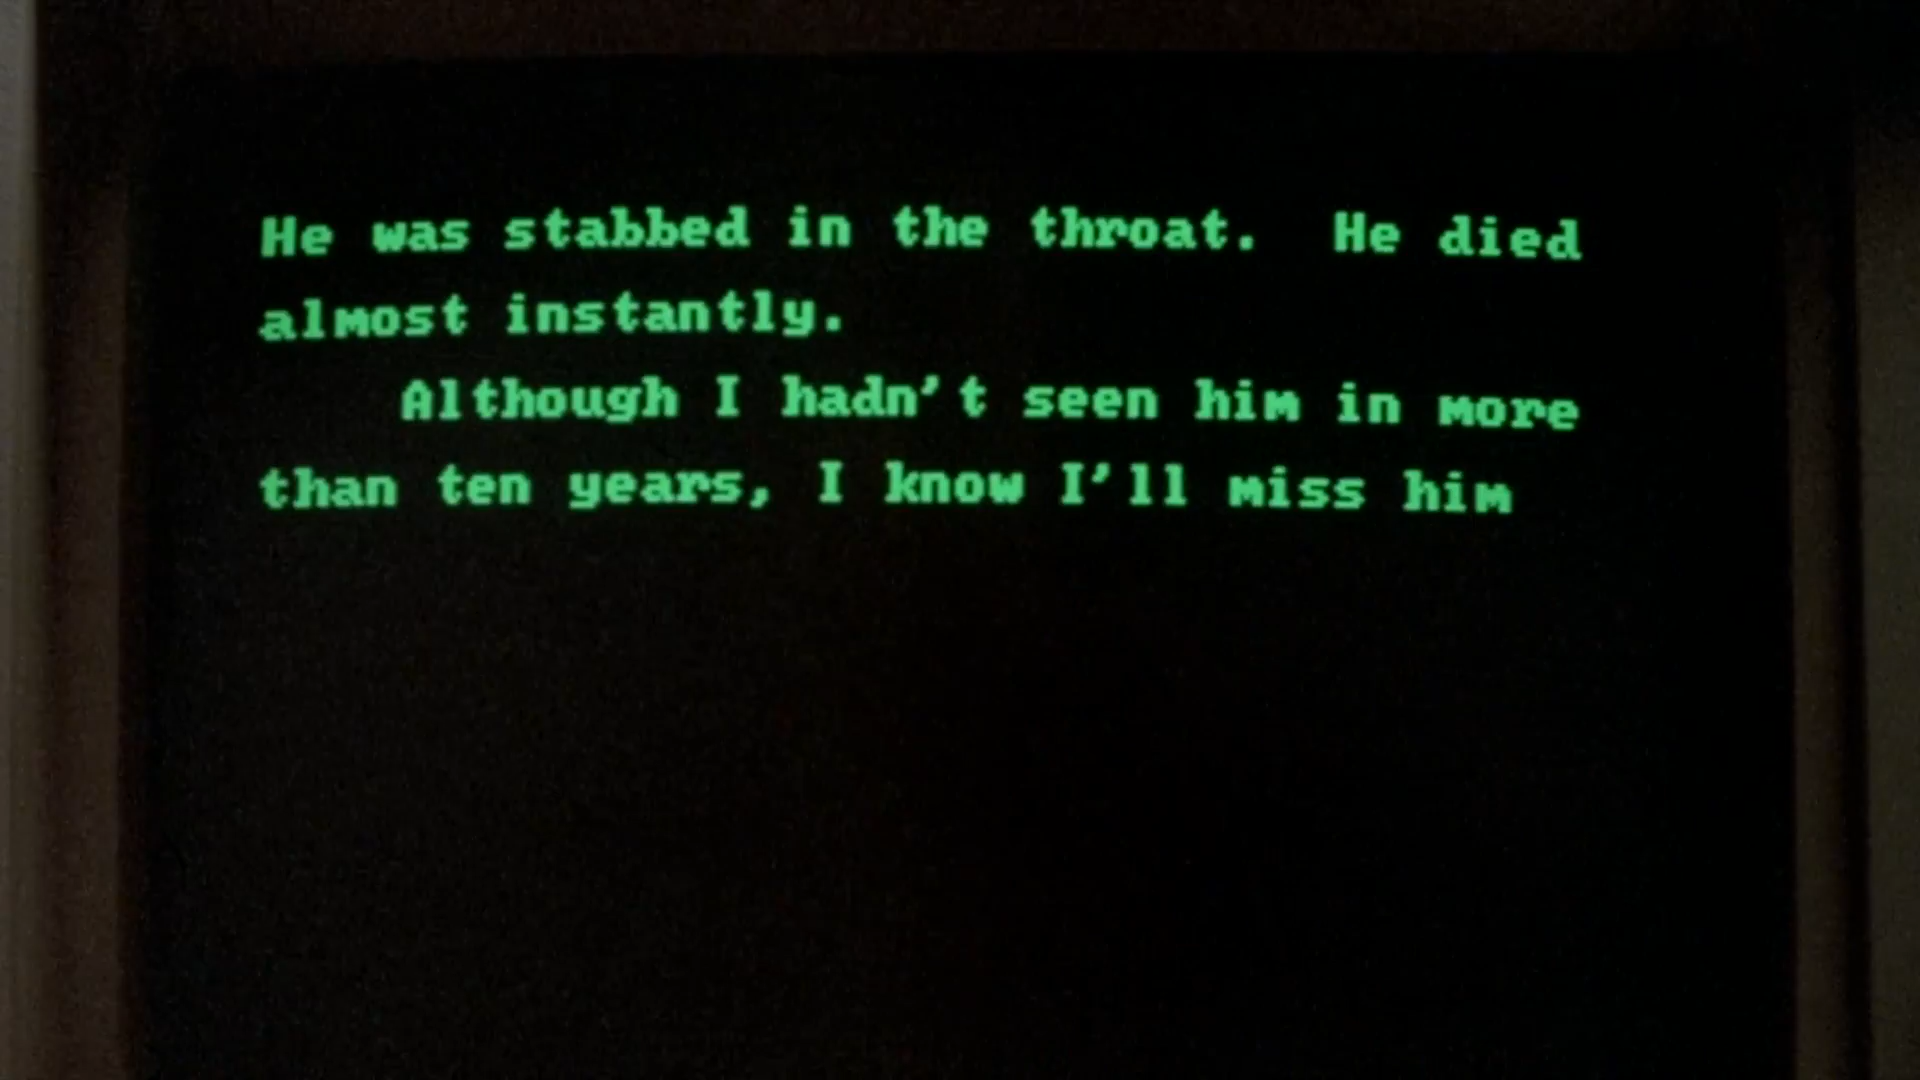 He was stabbed in the throat.  He died
almost instantly.
    Although I hadn't seen him in more
than ten years, I know I'll miss him